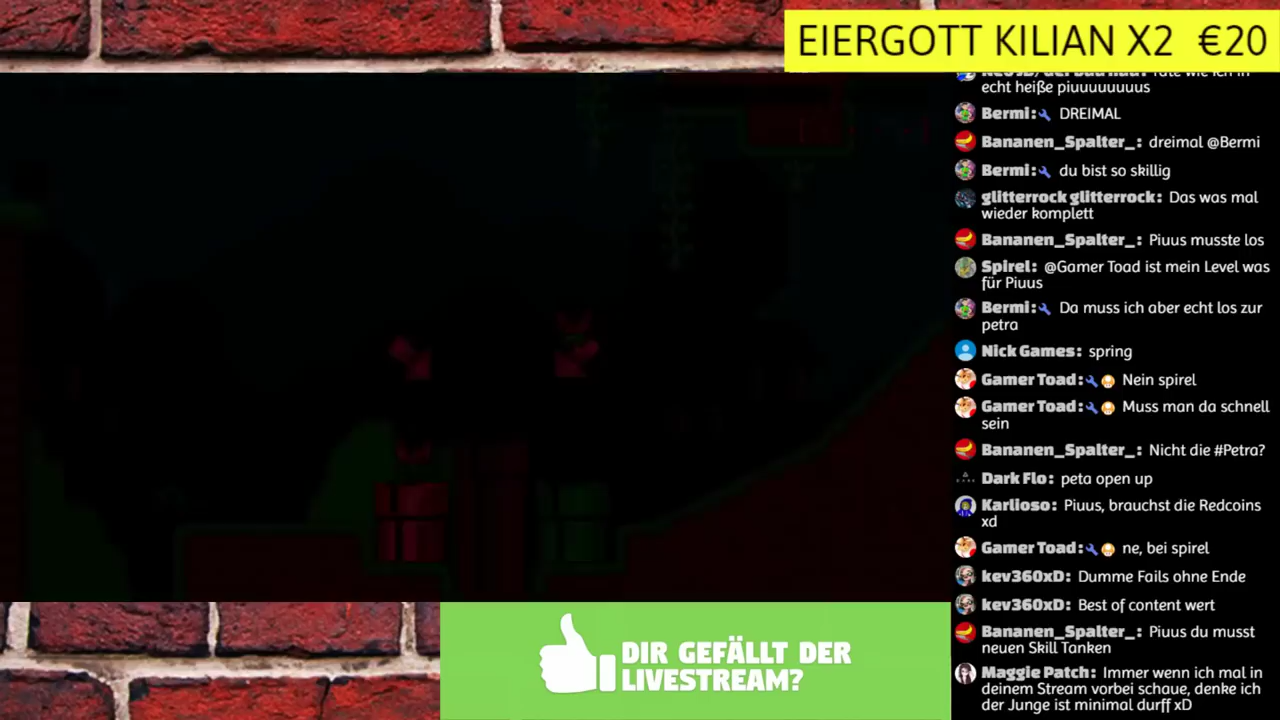 EIERGOTT KILIAN X2 €20
echt heiße piuuuuuuuus
Bermi: DREIMAL
Bananen_Spalter_: dreimal @Bermi
Bermi: du bist so skillig
glitterrock glitterrock: Das was mal
wieder komplett
Bananen_Spalter_: Piuus musste los
Spirel: @Gamer Toad ist mein Level was
für Piuus
Bermi: Da muss ich aber echt los zur
petra
Nick Games: spring
Gamer Toad: Nein spirel
Gamer Toad: Muss man da schnell
sein
Bananen_Spalter_: Nicht die #Petra?
Dark Flo: peta open up
Karlioso: Piuus, brauchst die Redcoins
xd
Gamer Toad: ne, bei spirel
kev360xD: Dumme Fails ohne Ende
kev360xD: Best of content wert
Bananen_Spalter_: Piuus du musst
neuen Skill Tanken
Maggie Patch: Immer wenn ich mal in
deinem Stream vorbei schaue, denke ich
der Junge ist minimal durff xD
DIR GEFÄLLT DER
LIVESTREAM?